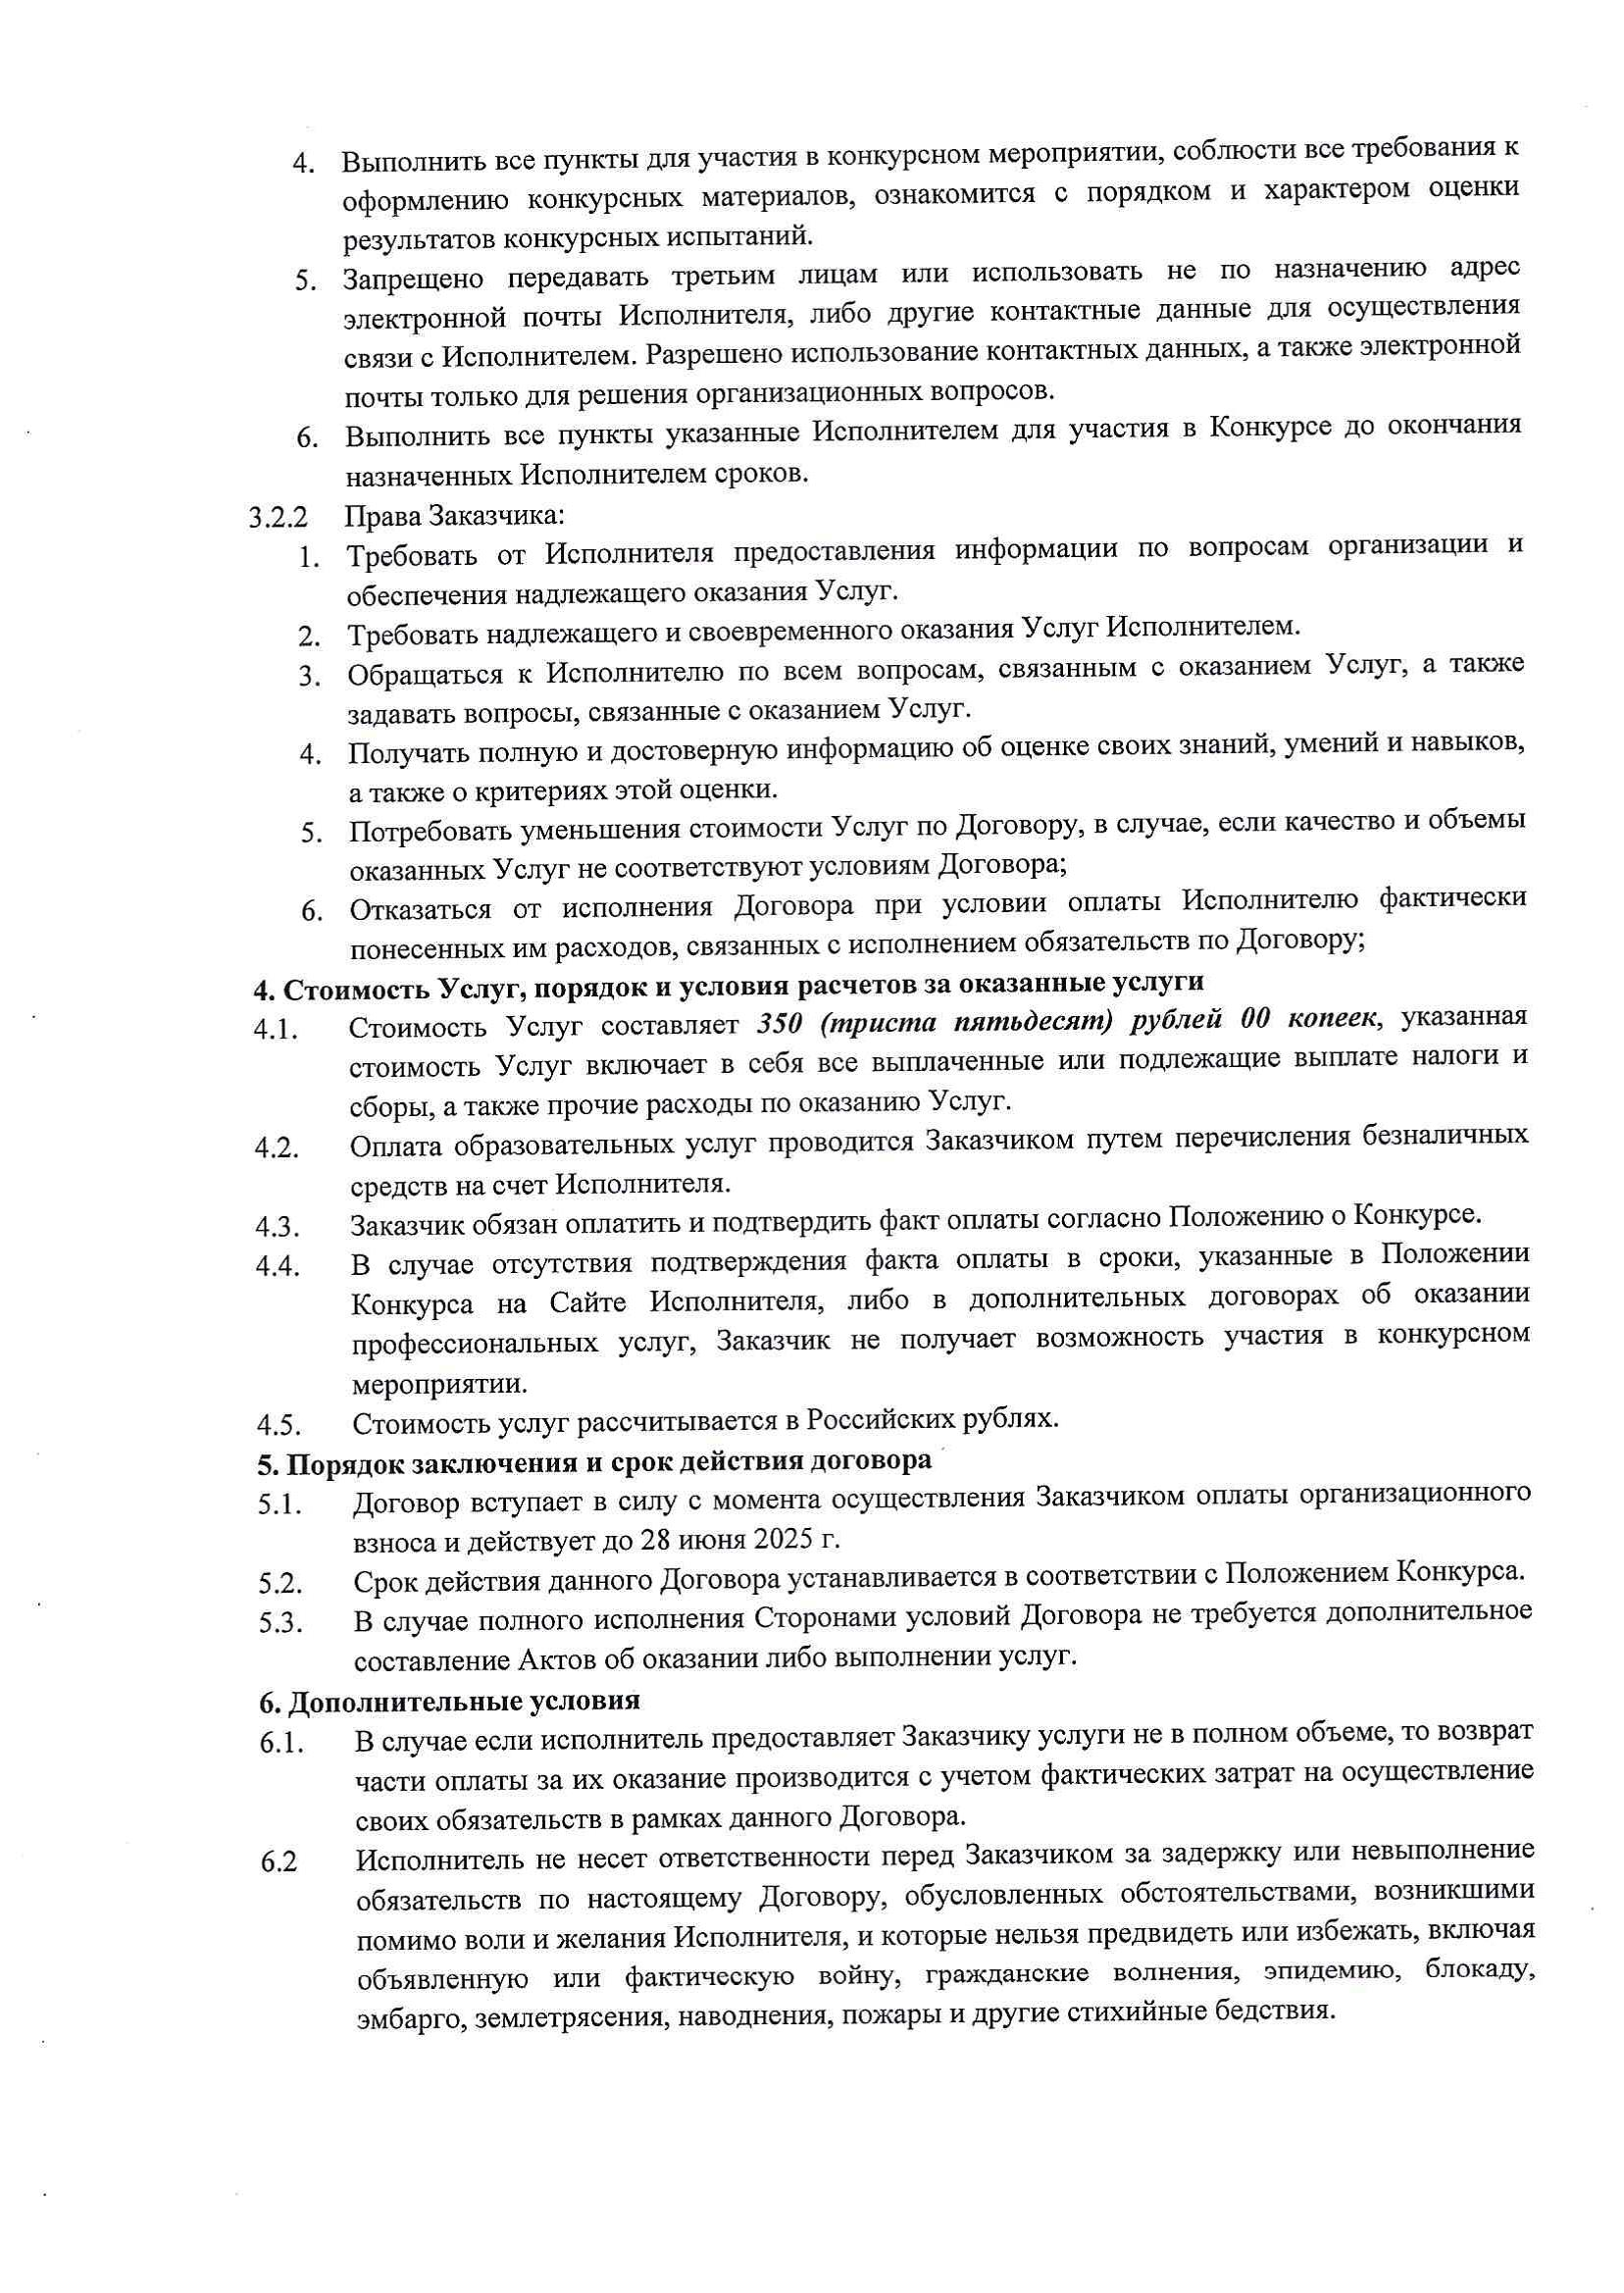 4. Выполнить все пункты для участия в конкурсном мероприятии, соблюсти все требования к
оформлению конкурсных материалов, ознакомится с порядком и характером оценки
результатов конкурсных испытаний.
5. Запрещено передавать третьим лицам или использовать не по назначению адрес
электронной почты Исполнителя, либо другие контактные данные для осуществления
связи с Исполнителем. Разрешено использование контактных данных, а также электронной
почты только для решения организационных вопросов.
6. Выполнить все пункты указанные Исполнителем для участия в Конкурсе до окончания
назначенных Исполнителем сроков.
3.2.2 Права Заказчика:
1. Требовать от Исполнителя предоставления информации по вопросам организации и
обеспечения надлежащего оказания Услуг.
2. Требовать надлежащего и своевременного оказания Услуг Исполнителем.
3. Обращаться к Исполнителю по всем вопросам, связанным с оказанием Услуг, а также
задавать вопросы, связанные с оказанием Услуг.
4. Получать полную и достоверную информацию об оценке своих знаний, умений и навыков,
а также о критериях этой оценки.
5. Потребовать уменьшения стоимости Услуг по Договору, в случае, если качество и объемы
оказанных Услуг не соответствуют условиям Договора;
6. Отказаться от исполнения Договора при условии оплаты Исполнителю фактически
понесенных им расходов, связанных с исполнением обязательств по Договору;
4. Стоимость Услуг, порядок и условия расчетов за оказанные услуги
4.1. Стоимость Услуг составляет 350 (триста пятьдесят) рублей 00 копеек, указанная
стоимость Услуг включает в себя все выплаченные или подлежащие выплате налоги и
сборы, а также прочие расходы по оказанию Услуг.
4.2. Оплата образовательных услуг проводится Заказчиком путем перечисления безналичных
средств на счет Исполнителя.
4.3. Заказчик обязан оплатить и подтвердить факт оплаты согласно Положению о Конкурсе.
4.4. В случае отсутствия подтверждения факта оплаты в сроки, указанные в Положении
Конкурса на Сайте Исполнителя, либо в дополнительных договорах об оказании
профессиональных услуг, Заказчик не получает возможность участия в конкурсном
мероприятии.
4.5. Стоимость услуг рассчитывается в Российских рублях.
5. Порядок заключения и срок действия договора
5.1. Договор вступает в силу с момента осуществления Заказчиком оплаты организационного
взноса и действует до 28 июня 2025 г.
5.2. Срок действия данного Договора устанавливается в соответствии с Положением Конкурса.
5.3. В случае полного исполнения Сторонами условий Договора не требуется дополнительное
составление Актов об оказании либо выполнении услуг.
6. Дополнительные условия
6.1. В случае если исполнитель предоставляет Заказчику услуги не в полном объеме, то возврат
части оплаты за их оказание производится с учетом фактических затрат на осуществление
своих обязательств в рамках данного Договора.
6.2 Исполнитель не несет ответственности перед Заказчиком за задержку или невыполнение
обязательств по настоящему Договору, обусловленных обстоятельствами, возникшими
помимо воли и желания Исполнителя, и которые нельзя предвидеть или избежать, включая
объявленную или фактическую войну, гражданские волнения, эпидемию, блокаду,
эмбарго, землетрясения, наводнения, пожары и другие стихийные бедствия.